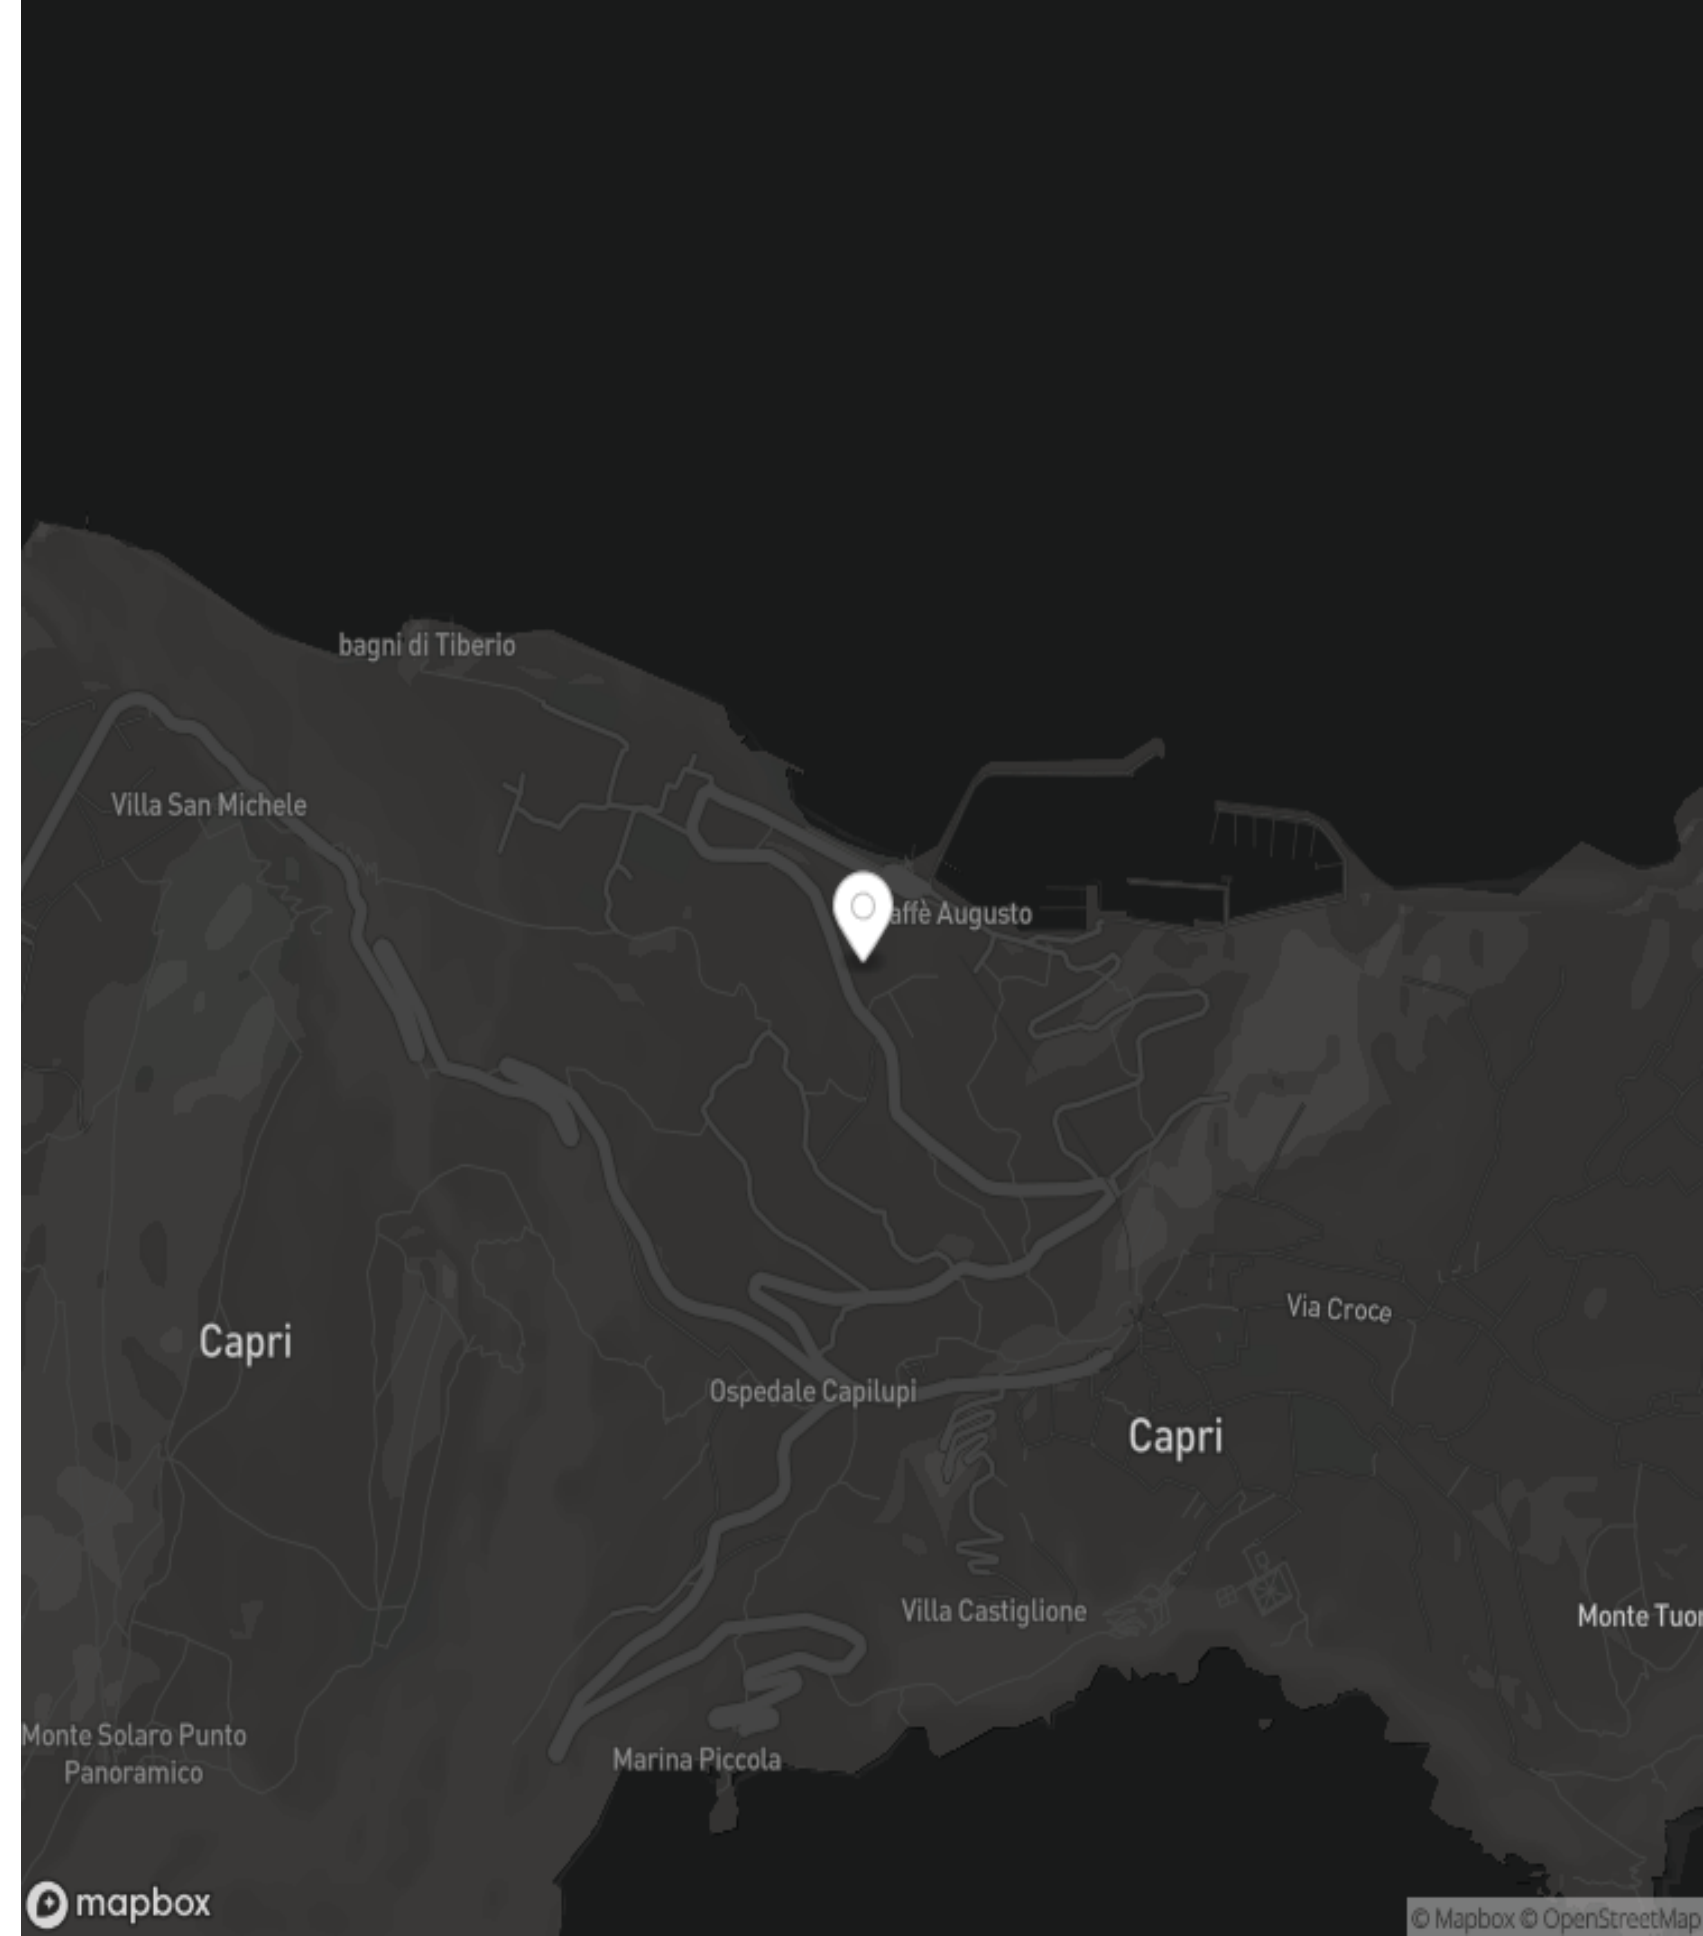 bagni di Tiberio
Villa San Michele
affè Augusto
Via Croce
Capri
Ospedale Capilupi
Capri
Villa Castiglione
Monte Tuor
Monte Solaro Punto
Panoramico
Marina Piccola
mapbox
© Mapbox © OpenStreetMap